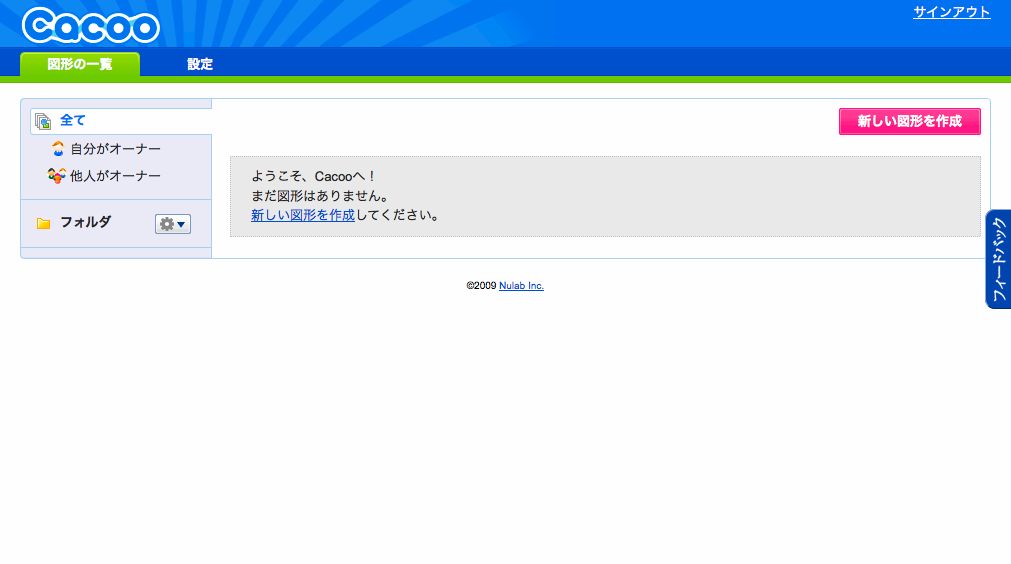 Cacoo
サインアウト
図形の一覧
設定
全て
自分がオーナー
他人がオーナー
フォルダ
新しい図形を作成
ようこそ、Cacooへ！
まだ図形はありません。
新しい図形を作成してください。
フィードバック
©2009 Nulab Inc.